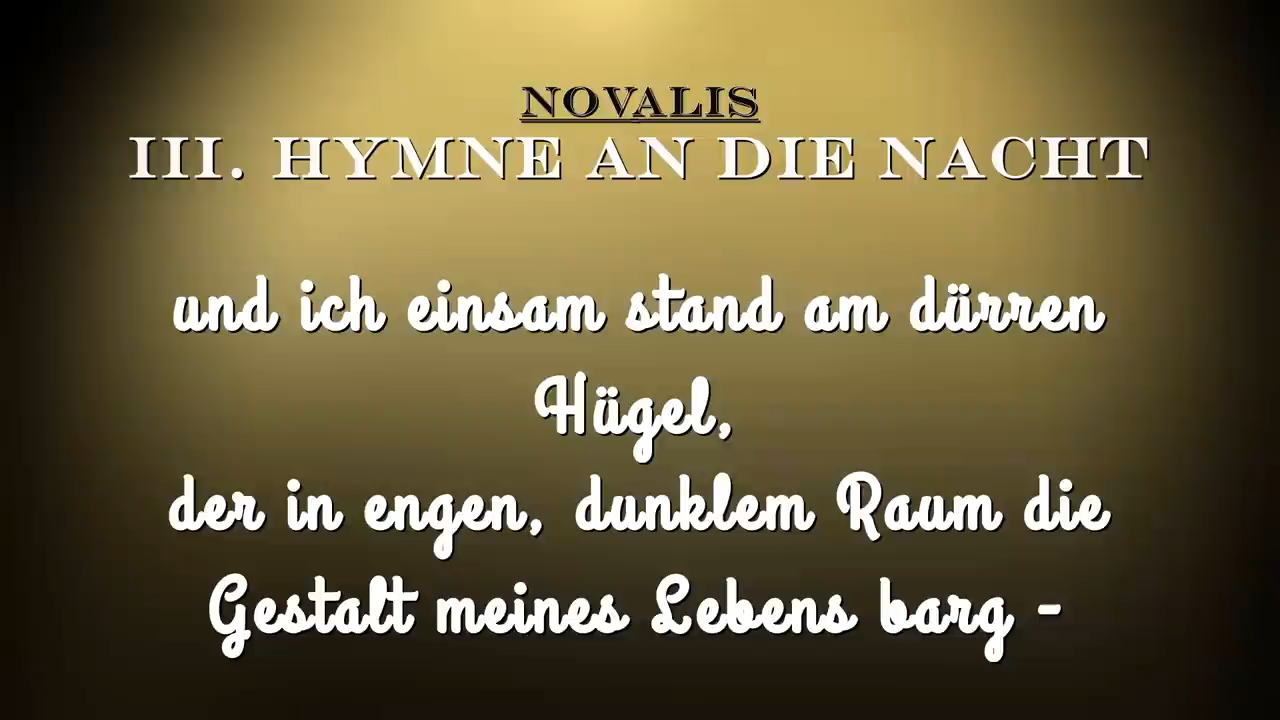 NOVALIS
III. HYMNE AN DIE NACHT
und ich einsam stand am dürren
Hügel,
der in engen, dunklem Raum die
Gestalt meines Lebens barg -